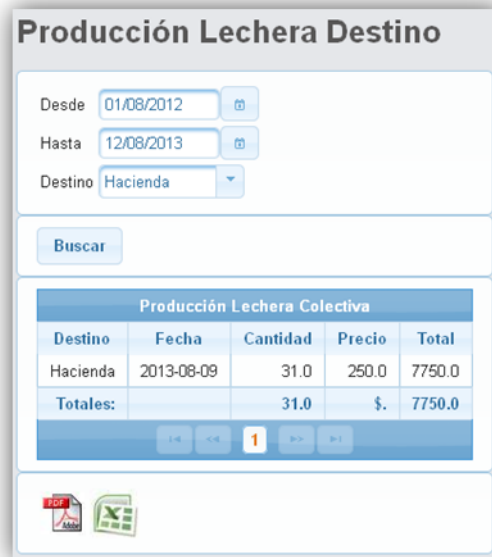 Producción Lechera Destino
Desde 01/08/2012
Hasta 12/08/2013
Destino Hacienda
Buscar
Producción Lechera Colectiva
Destino Fecha Cantidad Precio Total
Hacienda 2013-08-09 31.0 250.0 7750.0
Totales: 31.0 $. 7750.0
1
PDF Adobe